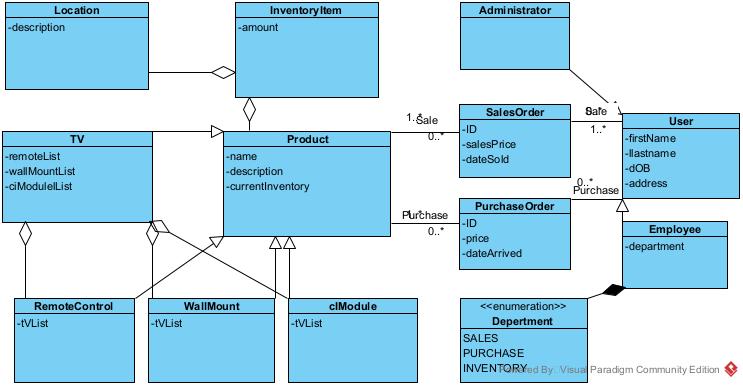 Location
-description
InventoryItem
-amount
Administrator
TV
-remoteList
-wallMountList
-ciModulelList
Product
-name
-description
-currentInventory
1..*
Sale
0..*
SalesOrder
-ID
-salesPrice
-dateSold
Sale
1..*
User
-firstName
-llastname
-dOB
-address
Purchase
0..*
PurchaseOrder
-ID
-price
-dateArrived
0..*
Purchase
Employee
-department
RemoteControl
-tVList
WallMount
-tVList
cIModule
-tVList
<<enumeration>>
Depertment
SALES
PURCHASE
INVENTORY
Powered By: Visual Paradigm Community Edition